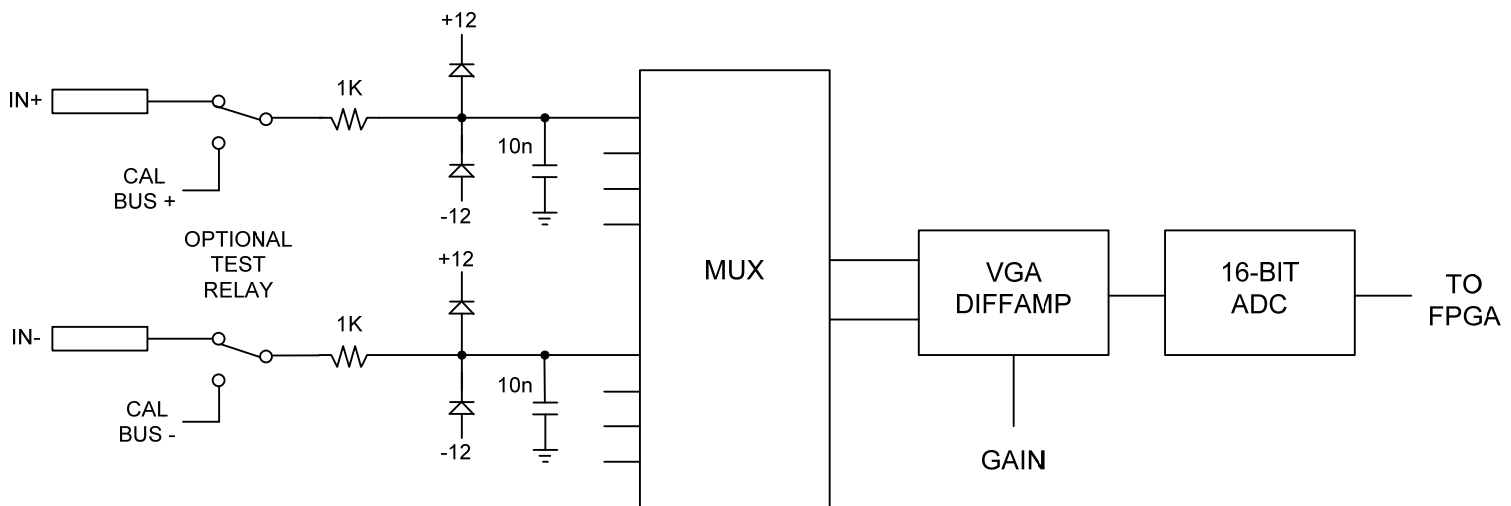 +12
IN+
1K
10n
CAL
BUS +
-12
OPTIONAL
TEST
RELAY
+12
IN-
1K
10n
CAL
BUS -
-12
MUX
VGA
DIFFAMP
GAIN
16-BIT
ADC
TO
FPGA